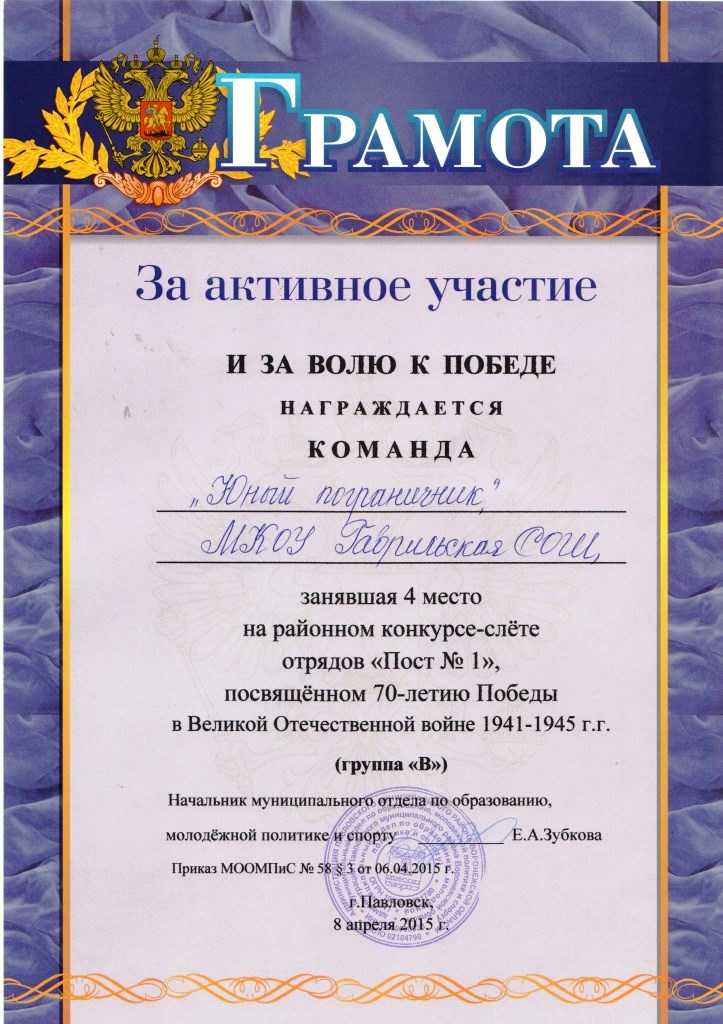 ГРАМОТА
За активное участие
И ЗА ВОЛЮ К ПОБЕДЕ
НАГРАЖДАЕТСЯ
КОМАНДА
„Юный пограничник,"
МКОУ Гаврильская СОШ,
занявшая 4 место
на районном конкурсе-слёте
отрядов «Пост № 1»,
посвящённом 70-летию Победы
в Великой Отечественной войне 1941-1945 г.г.
(группа «В»)
Начальник муниципального отдела по образованию,
молодёжной политике и спорту ____________ Е.А.Зубкова
Приказ МООМПиС № 58 § 3 от 06.04.2015 г.
г.Павловск,
8 апреля 2015 г.